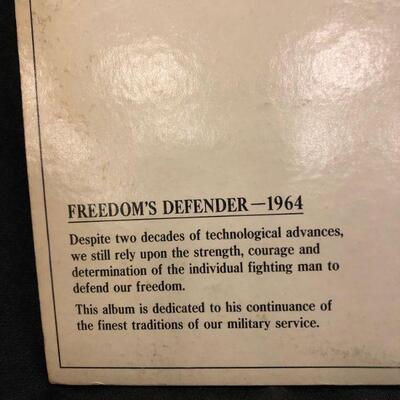 FREEDOM'S DEFENDER—1964
Despite two decades of technological advances,
we still rely upon the strength, courage and
determination of the individual fighting man to
defend our freedom.
This album is dedicated to his continuance of
the finest traditions of our military service.